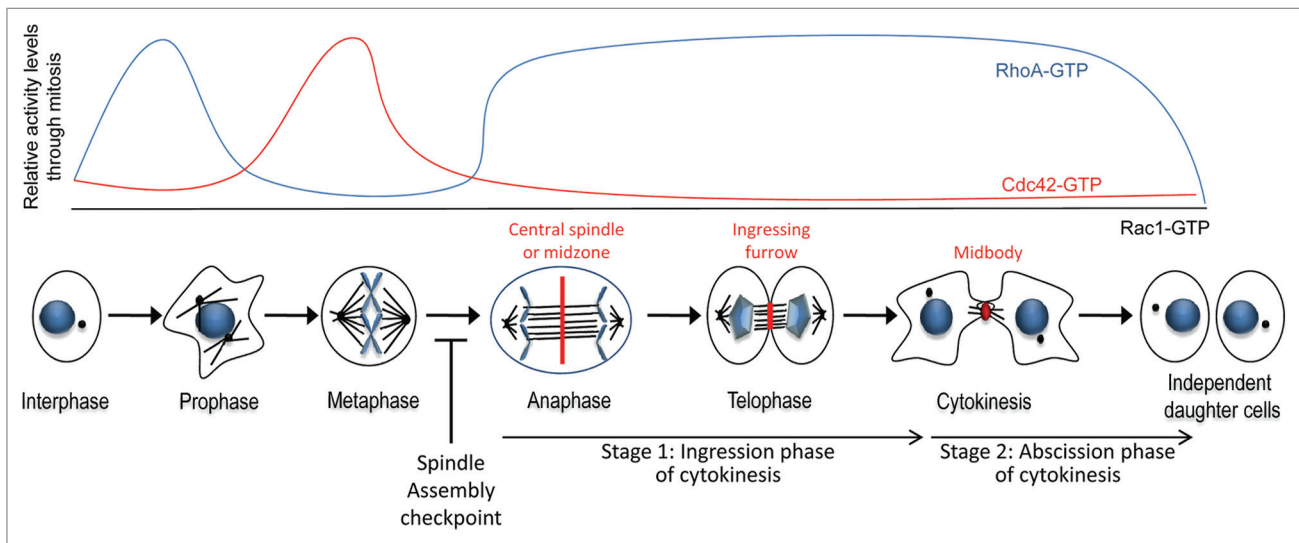 Relative activity levels
through mitosis
RhoA-GTP
Cdc42-GTP
Rac1-GTP
Central spindle
or midzone
Ingressing
furrow
Midbody
Interphase
Prophase
Metaphase
Anaphase
Telophase
Cytokinesis
Independent
daughter cells
Spindle
Assembly
checkpoint
Stage 1: Ingression phase
of cytokinesis
Stage 2: Abscission phase
of cytokinesis